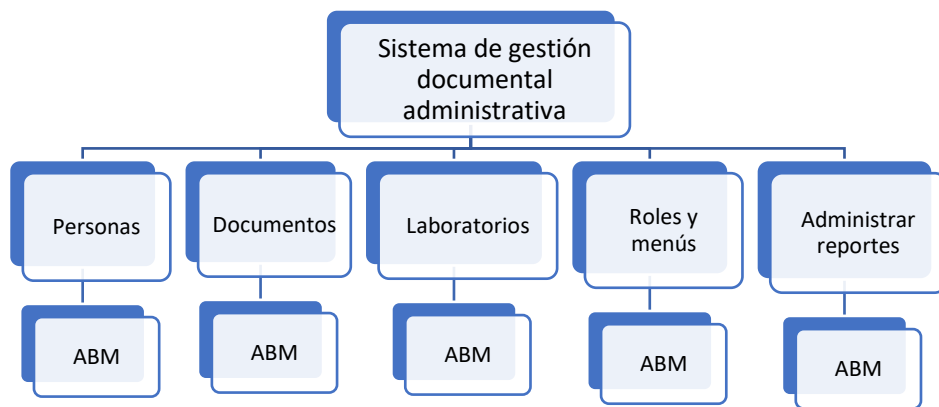 Sistema de gestión
documental
administrativa
Personas
Documentos
Laboratorios
Roles y
menús
Administrar
reportes
ABM
ABM
ABM
ABM
ABM